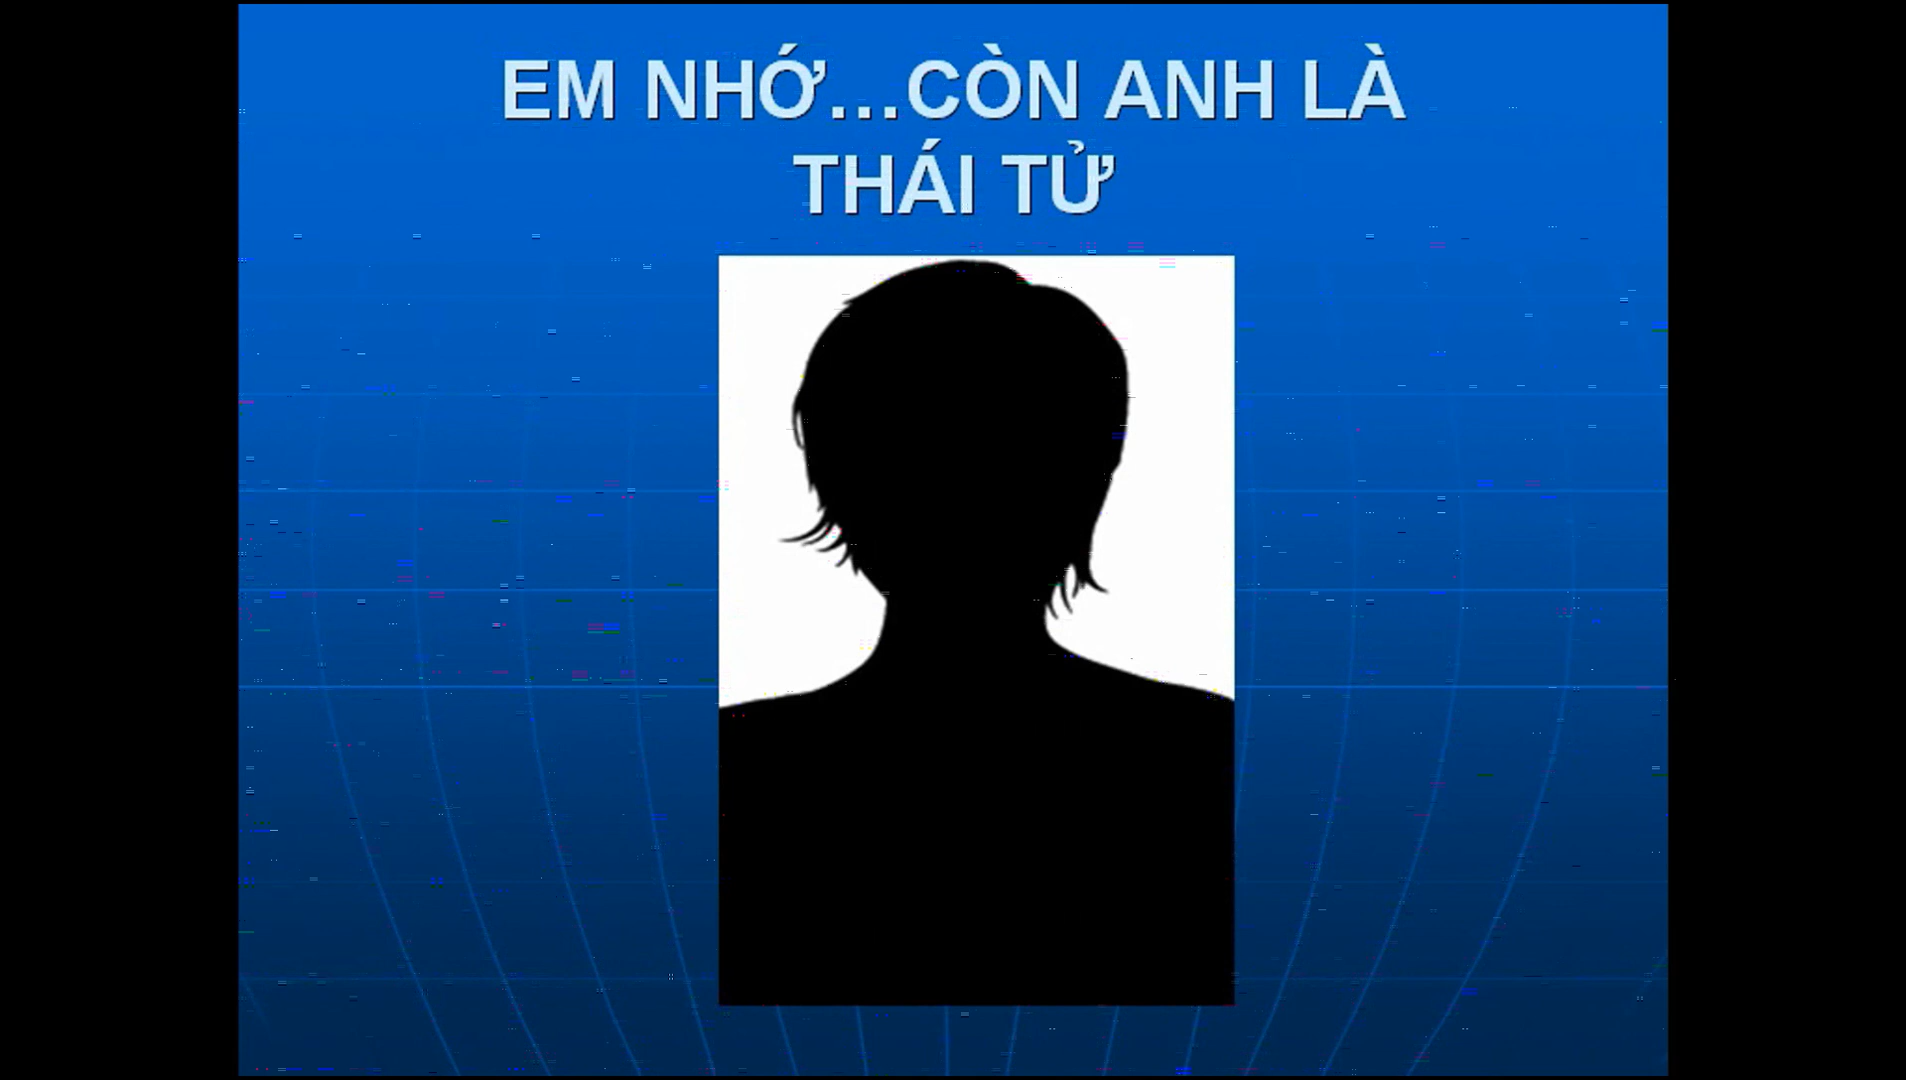 EM NHỚ...CÒN ANH LÀ
THÁI TỬ